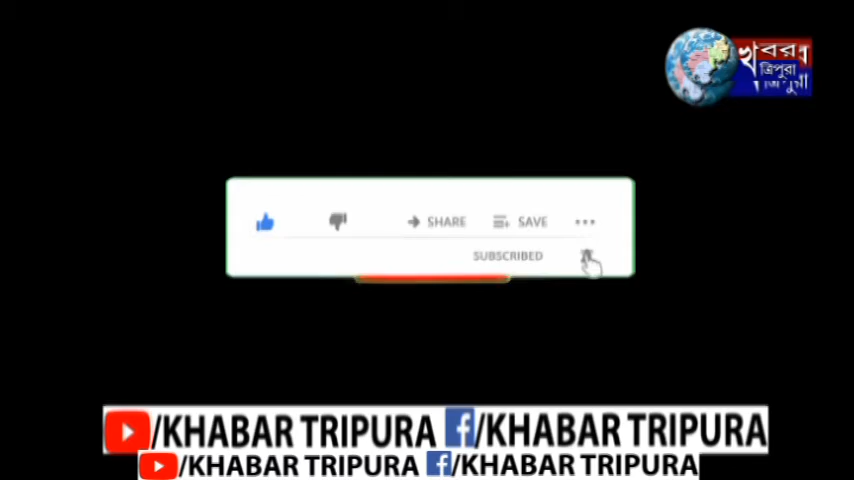 খবর
ত্রিপুরা
SHARE SAVE
SUBSCRIBED
/KHABAR TRIPURA /KHABAR TRIPURA
/KHABAR TRIPURA /KHABAR TRIPURA